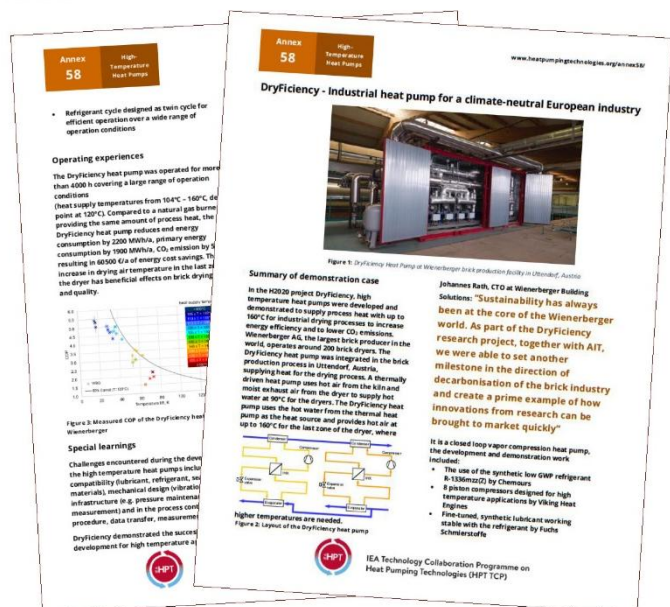 Annex
58
High-
Temperature
Heat Pumps
• Refrigerant cycle designed as twin cycle for
efficient operation over a wide range of
operation conditions
Operating experiences
The DryFiciency heat pump was operated for more
than 4000 h covering a large range of operation
conditions
(heat supply temperatures from 104°C – 160°C, de
point at 120°C). Compared to a natural gas burne
providing the same amount of process heat, the
DryFiciency heat pump reduces end energy
consumption by 2200 MWh/a, primary energy
consumption by 1900 MWh/a, CO₂ emission by 5
resulting in 60500 €/a of energy cost savings. Th
increase in drying air temperature in the last z
the dryer has beneficial effects on brick drying
and quality.
COP
Temperature lift, K
Figure 3: Measured COP of the DryFiciency heat
Wienerberger
Special learnings
Challenges encountered during the deve
the high temperature heat pumps inclu
compatibility (lubricant, refrigerant, sea
materials), mechanical design (vibratio
infrastructure (e.g. pressure maintena
measurement) and in the process cont
procedure, data transfer, measureme
DryFiciency demonstrated the success
development for high temperature ap
HPT
Annex
58
High-
Temperature
Heat Pumps
www.heatpumpingtechnologies.org/annex58/
DryFiciency - Industrial heat pump for a climate-neutral European industry
Figure 1: DryFiciency Heat Pump at Wienerberger brick production facility in Uttendorf, Austria
Summary of demonstration case
In the H2020 project DryFiciency, high
temperature heat pumps were developed and
demonstrated to supply process heat with up to
160°C for industrial drying processes to increase
energy efficiency and to lower CO₂ emissions.
Wienerberger AG, the largest brick producer in the
world, operates around 200 brick dryers. The
DryFiciency heat pump was integrated in the brick
production process in Uttendorf, Austria,
supplying heat for the drying process. A thermally
driven heat pump uses hot air from the kiln and
moist exhaust air from the dryer to supply hot
water at 90°C for the dryers. The DryFiciency heat
pump uses the hot water from the thermal heat
pump as the heat source and provides hot air at
up to 160°C for the last zone of the dryer, where
Condenser
Condenser
Compressor
Compressor
Expansion
valve
Expansion
valve
Evaporator
Evaporator
higher temperatures are needed.
Figure 2: Layout of the DryFiciency heat pump
Johannes Rath, CTO at Wienerberger Building
Solutions: "Sustainability has always
been at the core of the Wienerberger
world. As part of the DryFiciency
research project, together with AIT,
we were able to set another
milestone in the direction of
decarbonisation of the brick industry
and create a prime example of how
innovations from research can be
brought to market quickly"
It is a closed loop vapor compression heat pump,
the development and demonstration work
included:
• The use of the synthetic low GWP refrigerant
R-1336mzz(Z) by Chemours
• 8 piston compressors designed for high
temperature applications by Viking Heat
Engines
• Fine-tuned, synthetic lubricant working
stable with the refrigerant by Fuchs
Schmierstoffe
HPT
IEA Technology Collaboration Programme on
Heat Pumping Technologies (HPT TCP)